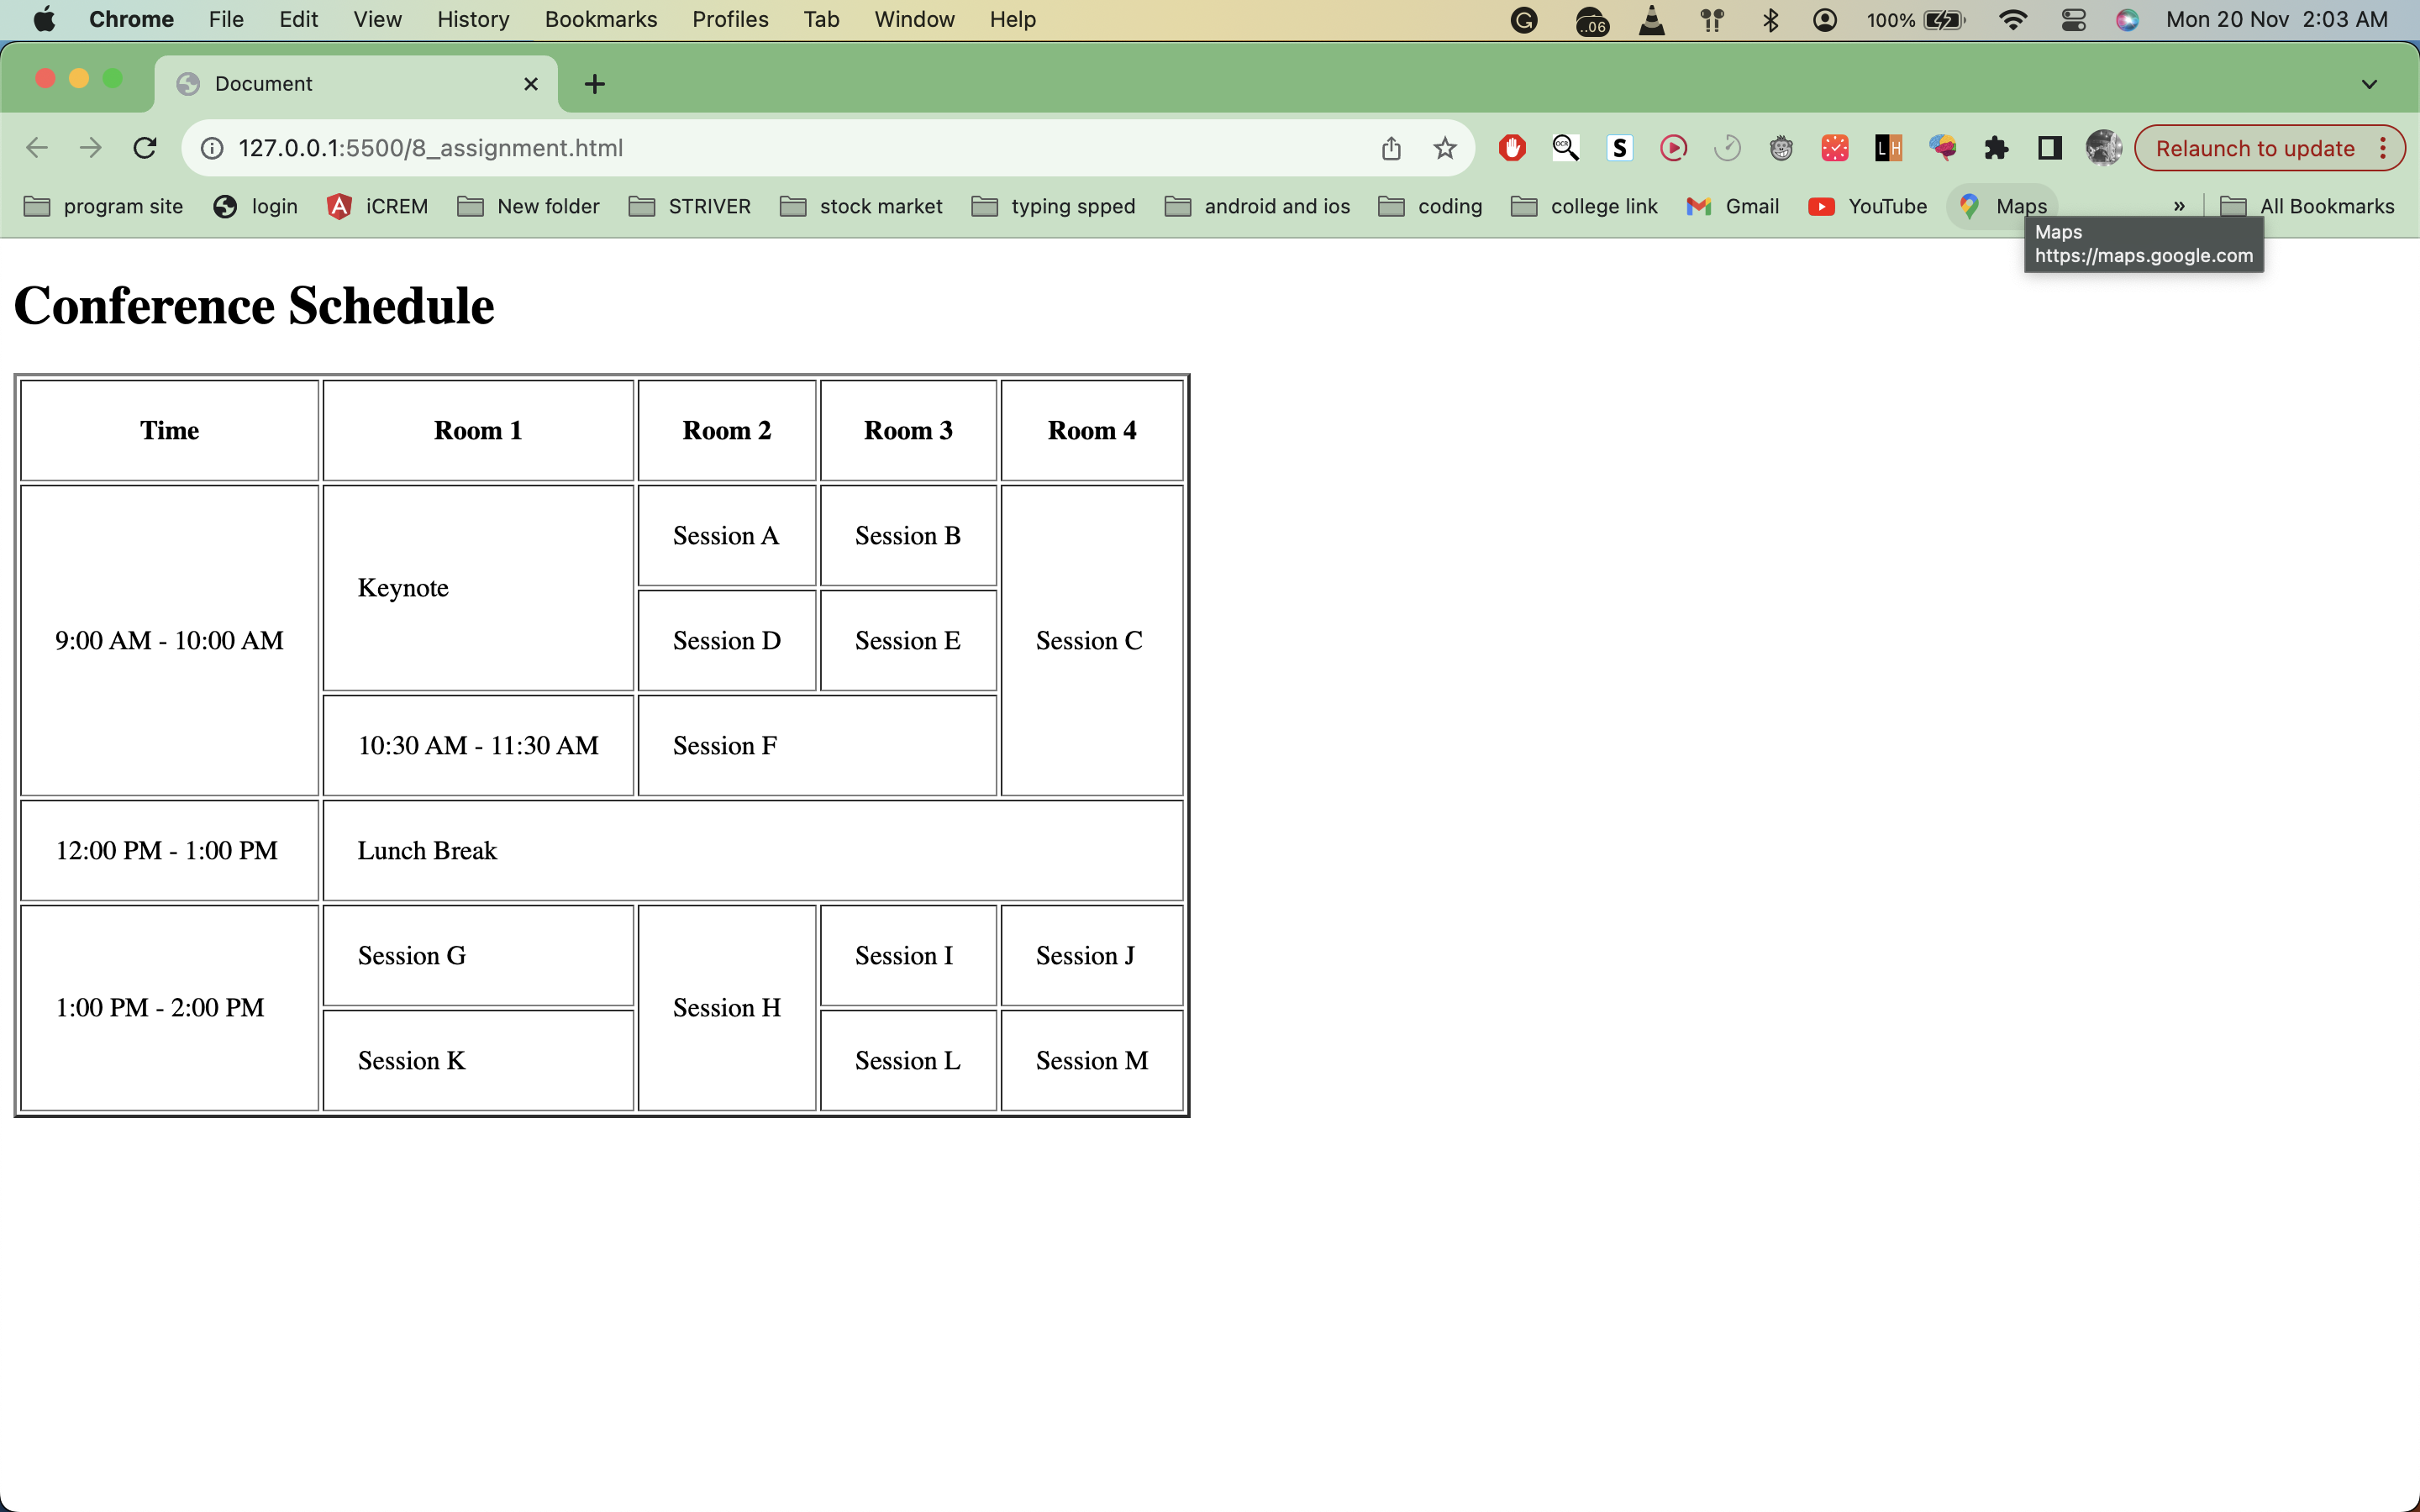 Chrome File Edit View History Bookmarks Profiles Tab Window Help ..06 100% Mon 20 Nov 2:03 AM
Document
127.0.0.1:5500/8_assignment.html OCR S L H Relaunch to update
program site login iCREM New folder STRIVER stock market typing spped android and ios coding college link Gmail YouTube Maps » All Bookmarks
Maps
https://maps.google.com
Conference Schedule
Time Room 1 Room 2 Room 3 Room 4
9:00 AM - 10:00 AM Keynote Session A Session B Session C
Session D Session E
10:30 AM - 11:30 AM Session F
12:00 PM - 1:00 PM Lunch Break
1:00 PM - 2:00 PM Session G Session H Session I Session J
Session K Session L Session M